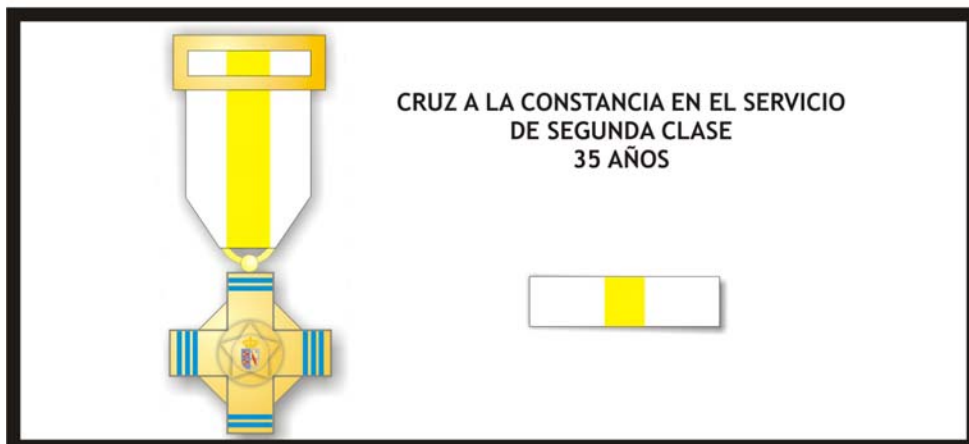 CRUZ A LA CONSTANCIA EN EL SERVICIO
DE SEGUNDA CLASE
35 AÑOS